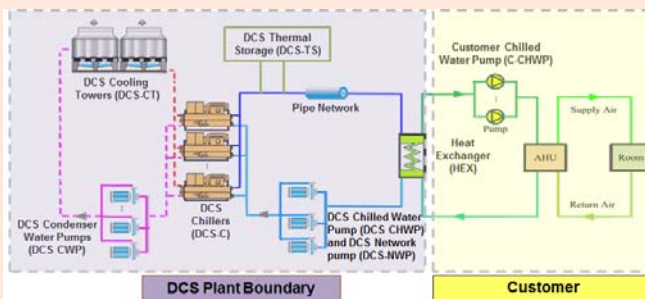 DCS Thermal
Storage (DCS-TS)
Customer Chilled
Water Pump (C-CHWP)
DCS Cooling
Towers (DCS-CT)
Pipe Network
Pump
Supply Air
Heat
Exchanger
(HEX)
AHU
Room
Return Air
DCS Condenser
Water Pumps
(DCS CWP)
DCS
Chillers
(DCS-C)
DCS Chilled Water
Pump (DCS CHWP)
and DCS Network
pump (DCS-NWP)
DCS Plant Boundary
Customer